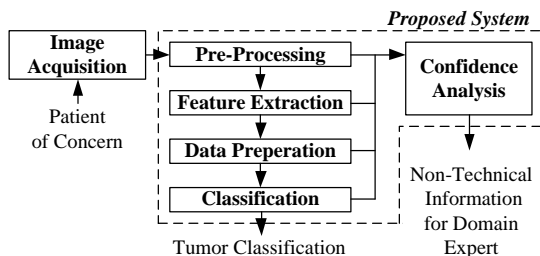 Proposed System
Image
Acquisition
Patient
of Concern
Pre-Processing
Feature Extraction
Data Preperation
Classification
Tumor Classification
Confidence
Analysis
Non-Technical
Information
for Domain
Expert